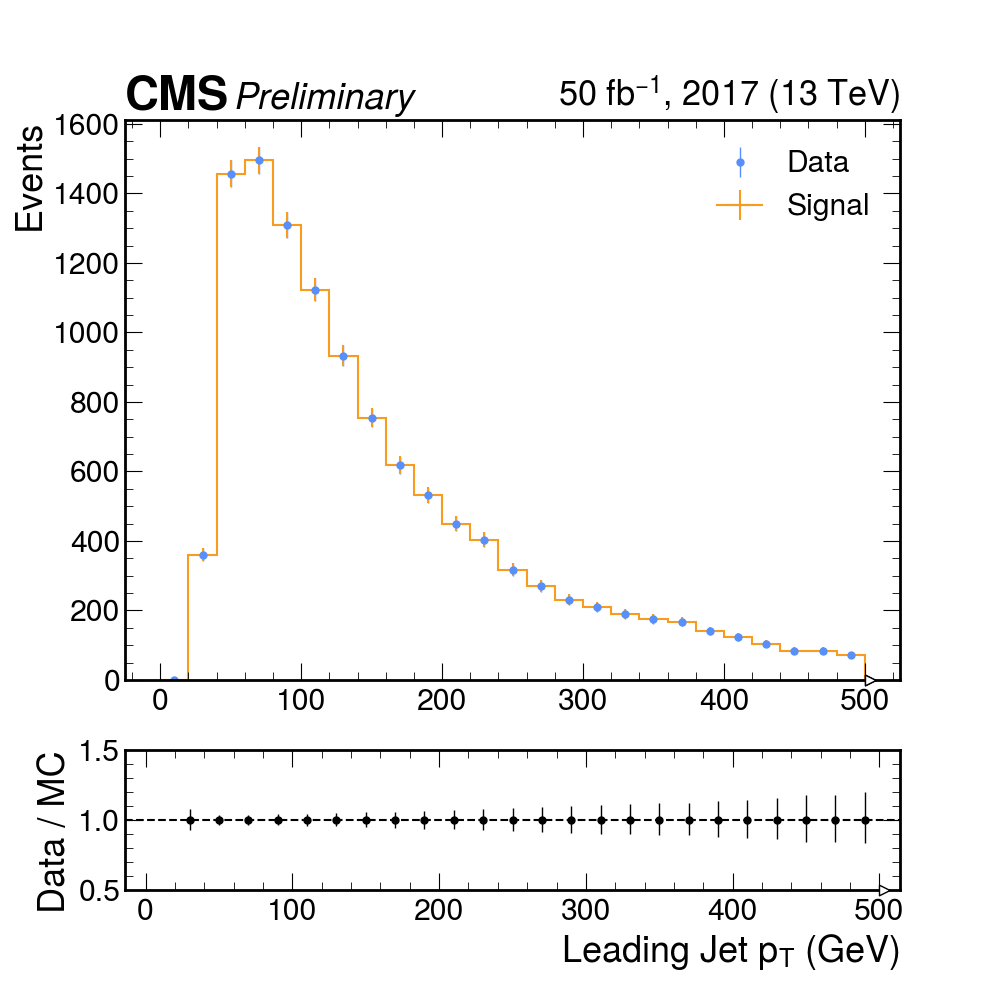 CMS Preliminary 50 fb⁻¹, 2017 (13 TeV)
Events
1600
1400
1200
1000
800
600
400
200
0
Data
Signal
0 100 200 300 400 500
Data / MC
1.5
1.0
0.5
0 100 200 300 400 500
Leading Jet p_T (GeV)